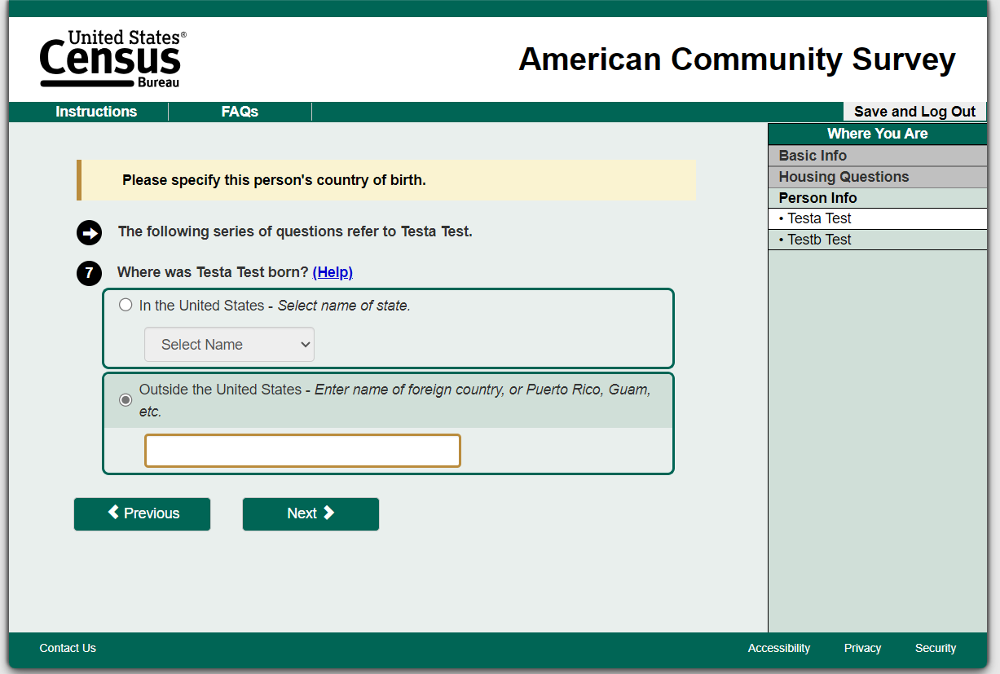 United States®
Census
Bureau
American Community Survey
Instructions
FAQs
Save and Log Out
Where You Are
Basic Info
Housing Questions
Person Info
• Testa Test
• Testb Test
Please specify this person's country of birth.
The following series of questions refer to Testa Test.
7 Where was Testa Test born? (Help)
In the United States - Select name of state.
Select Name
Outside the United States - Enter name of foreign country, or Puerto Rico, Guam,
etc.
Previous
Next
Contact Us
Accessibility
Privacy
Security